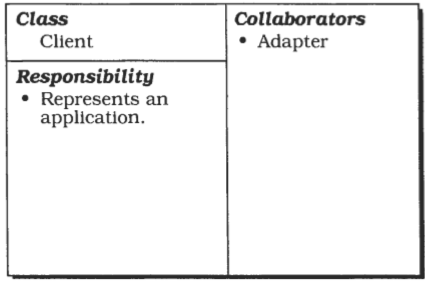 Class
Client
Responsibility
• Represents an
application.
Collaborators
• Adapter